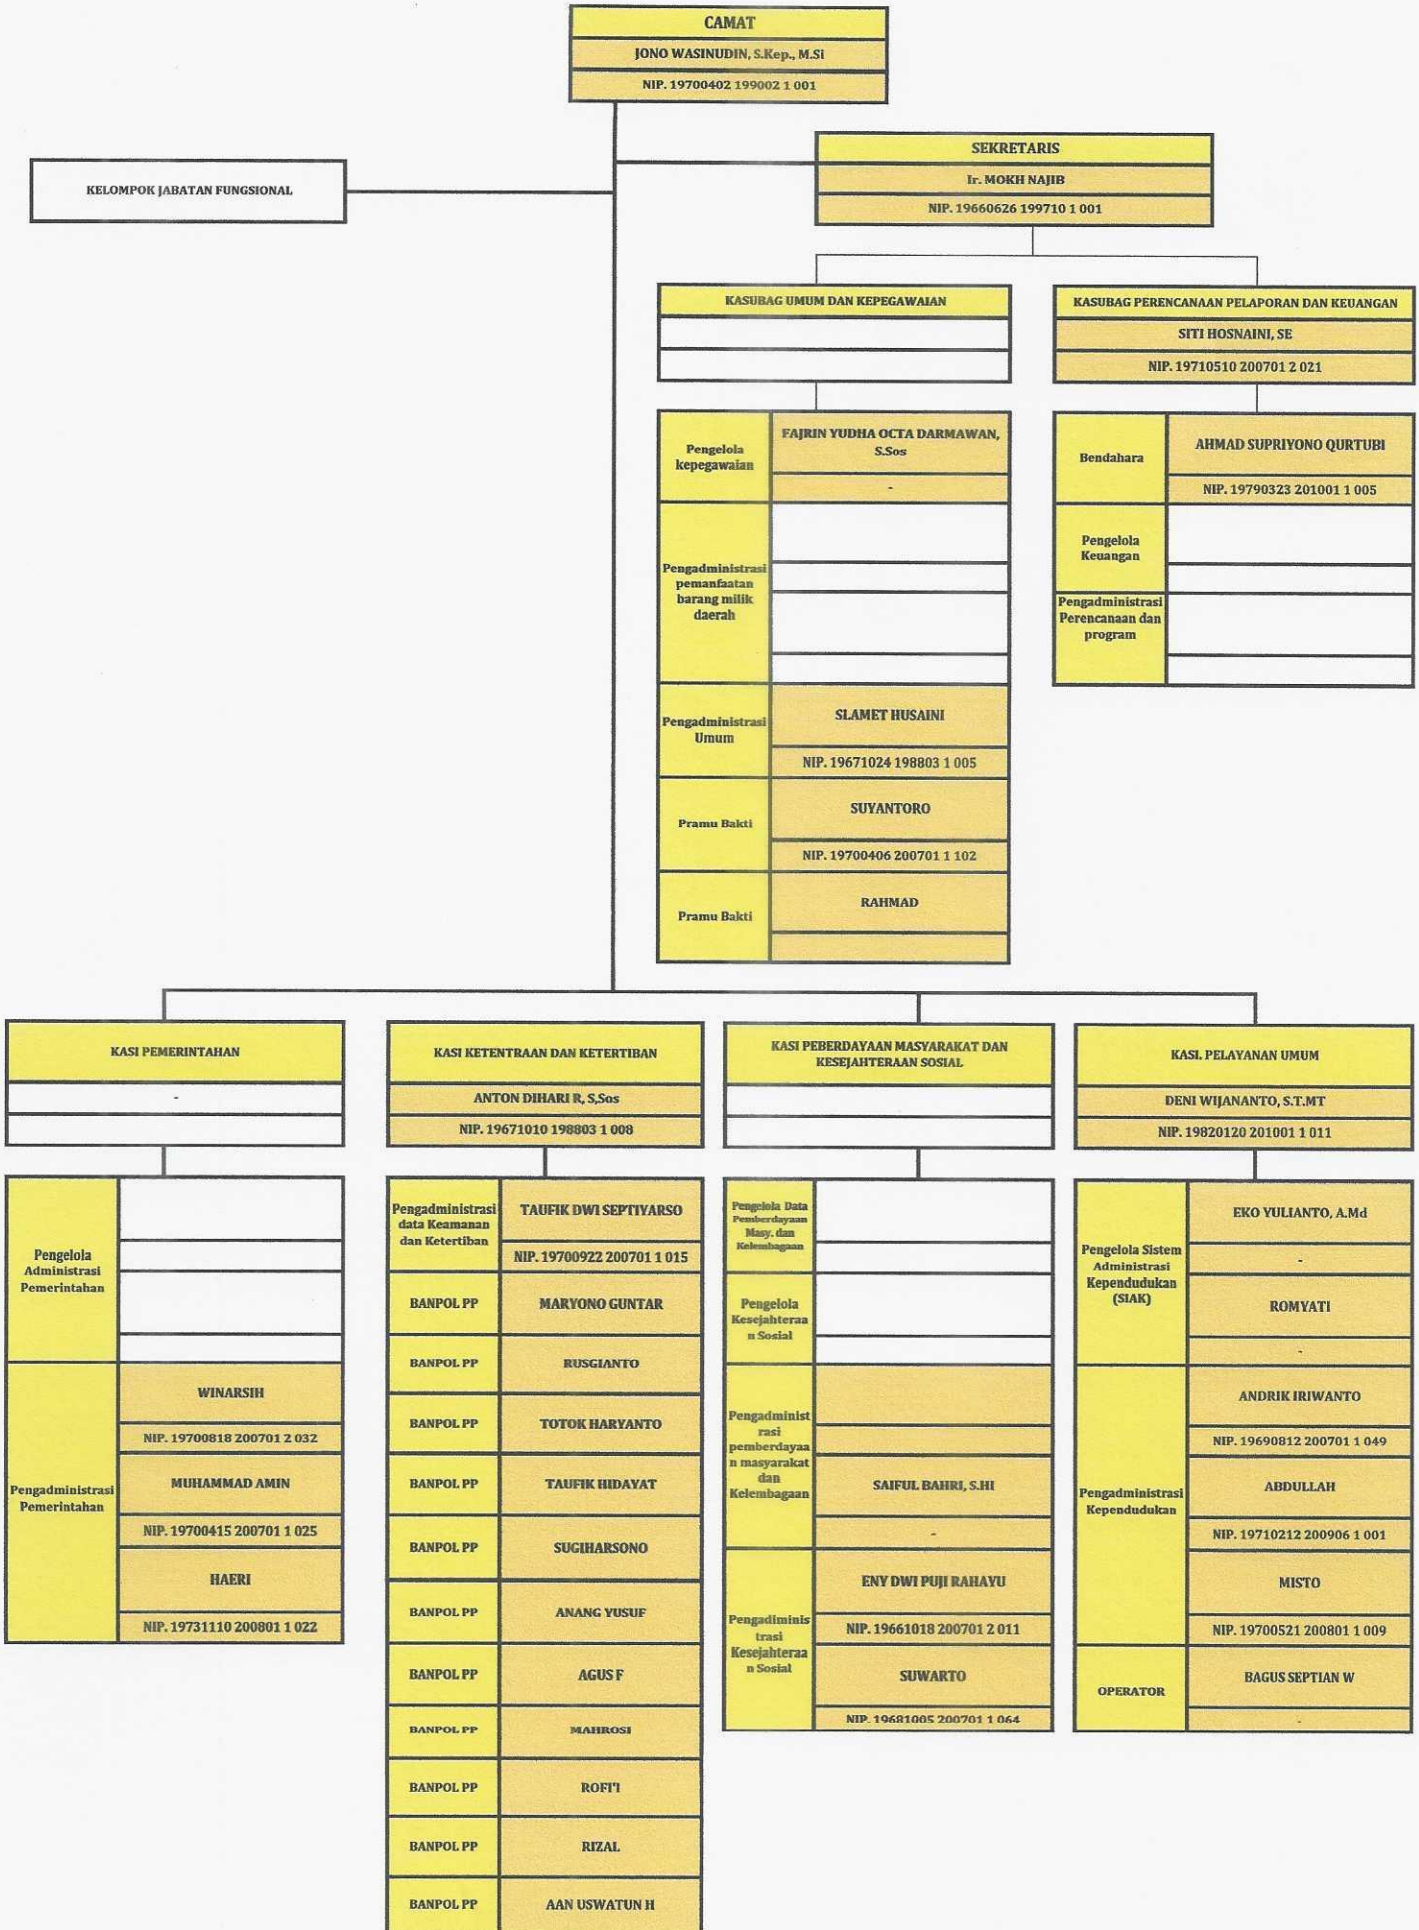 CAMAT
JONO WASINUDIN, S.Kep., M.Si
NIP. 19700402 199002 1 001
KELOMPOK JABATAN FUNGSIONAL
SEKRETARIS
Ir. MOKH NAJIB
NIP. 19660626 199710 1 001
KASUBAG UMUM DAN KEPEGAWAIAN
KASUBAG PERENCANAAN PELAPORAN DAN KEUANGAN
SITI HOSNAINI, SE
NIP. 19710510 200701 2 021
Pengelola
kepegawaian
FAJRIN YUDHA OCTA DARMAWAN,
S.Sos
-
Pengadministrasi
pemanfaatan
barang milik
daerah
Pengadministrasi
Umum
SLAMET HUSAINI
NIP. 19671024 198803 1 005
Pramu Bakti
SUYANTORO
NIP. 19700406 200701 1 102
Pramu Bakti
RAHMAD
Bendahara
AHMAD SUPRIYONO QURTUBI
NIP. 19790323 201001 1 005
Pengelola
Keuangan
Pengadministrasi
Perencanaan dan
program
KASI PEMERINTAHAN
-
Pengelola
Administrasi
Pemerintahan
Pengadministrasi
Pemerintahan
WINARSIH
NIP. 19700818 200701 2 032
MUHAMMAD AMIN
NIP. 19700415 200701 1 025
HAERI
NIP. 19731110 200801 1 022
KASI KETENTRAAN DAN KETERTIBAN
ANTON DIHARI R, S,Sos
NIP. 19671010 198803 1 008
Pengadministrasi
data Keamanan
dan Ketertiban
TAUFIK DWI SEPTIYARSO
NIP. 19700922 200701 1 015
BANPOL PP
MARYONO GUNTAR
BANPOL PP
RUSGIANTO
BANPOL PP
TOTOK HARYANTO
BANPOL PP
TAUFIK HIDAYAT
BANPOL PP
SUGIHARSONO
BANPOL PP
ANANG YUSUF
BANPOL PP
AGUS F
BANPOL PP
MAHROSI
BANPOL PP
ROFI'I
BANPOL PP
RIZAL
BANPOL PP
AAN USWATUN H
KASI PEBERDAYAAN MASYARAKAT DAN
KESEJAHTERAAN SOSIAL
Pengelola Data
Pemberdayaan
Masy. dan
Kelembagaan
Pengelola
Kesejahteraa
n Sosial
Pengadminist
rasi
pemberdayaa
n masyarakat
dan
Kelembagaan
SAIFUL BAHRI, S.HI
-
Pengadiminis
trasi
Kesejahteraa
n Sosial
ENY DWI PUJI RAHAYU
NIP. 19661018 200701 2 011
SUWARTO
NIP. 19681005 200701 1 064
KASI. PELAYANAN UMUM
DENI WIJANANTO, S.T.MT
NIP. 19820120 201001 1 011
Pengelola Sistem
Administrasi
Kependudukan
(SIAK)
EKO YULIANTO, A.Md
-
ROMYATI
-
Pengadministrasi
Kependudukan
ANDRIK IRIWANTO
NIP. 19690812 200701 1 049
ABDULLAH
NIP. 19710212 200906 1 001
MISTO
NIP. 19700521 200801 1 009
OPERATOR
BAGUS SEPTIAN W
-